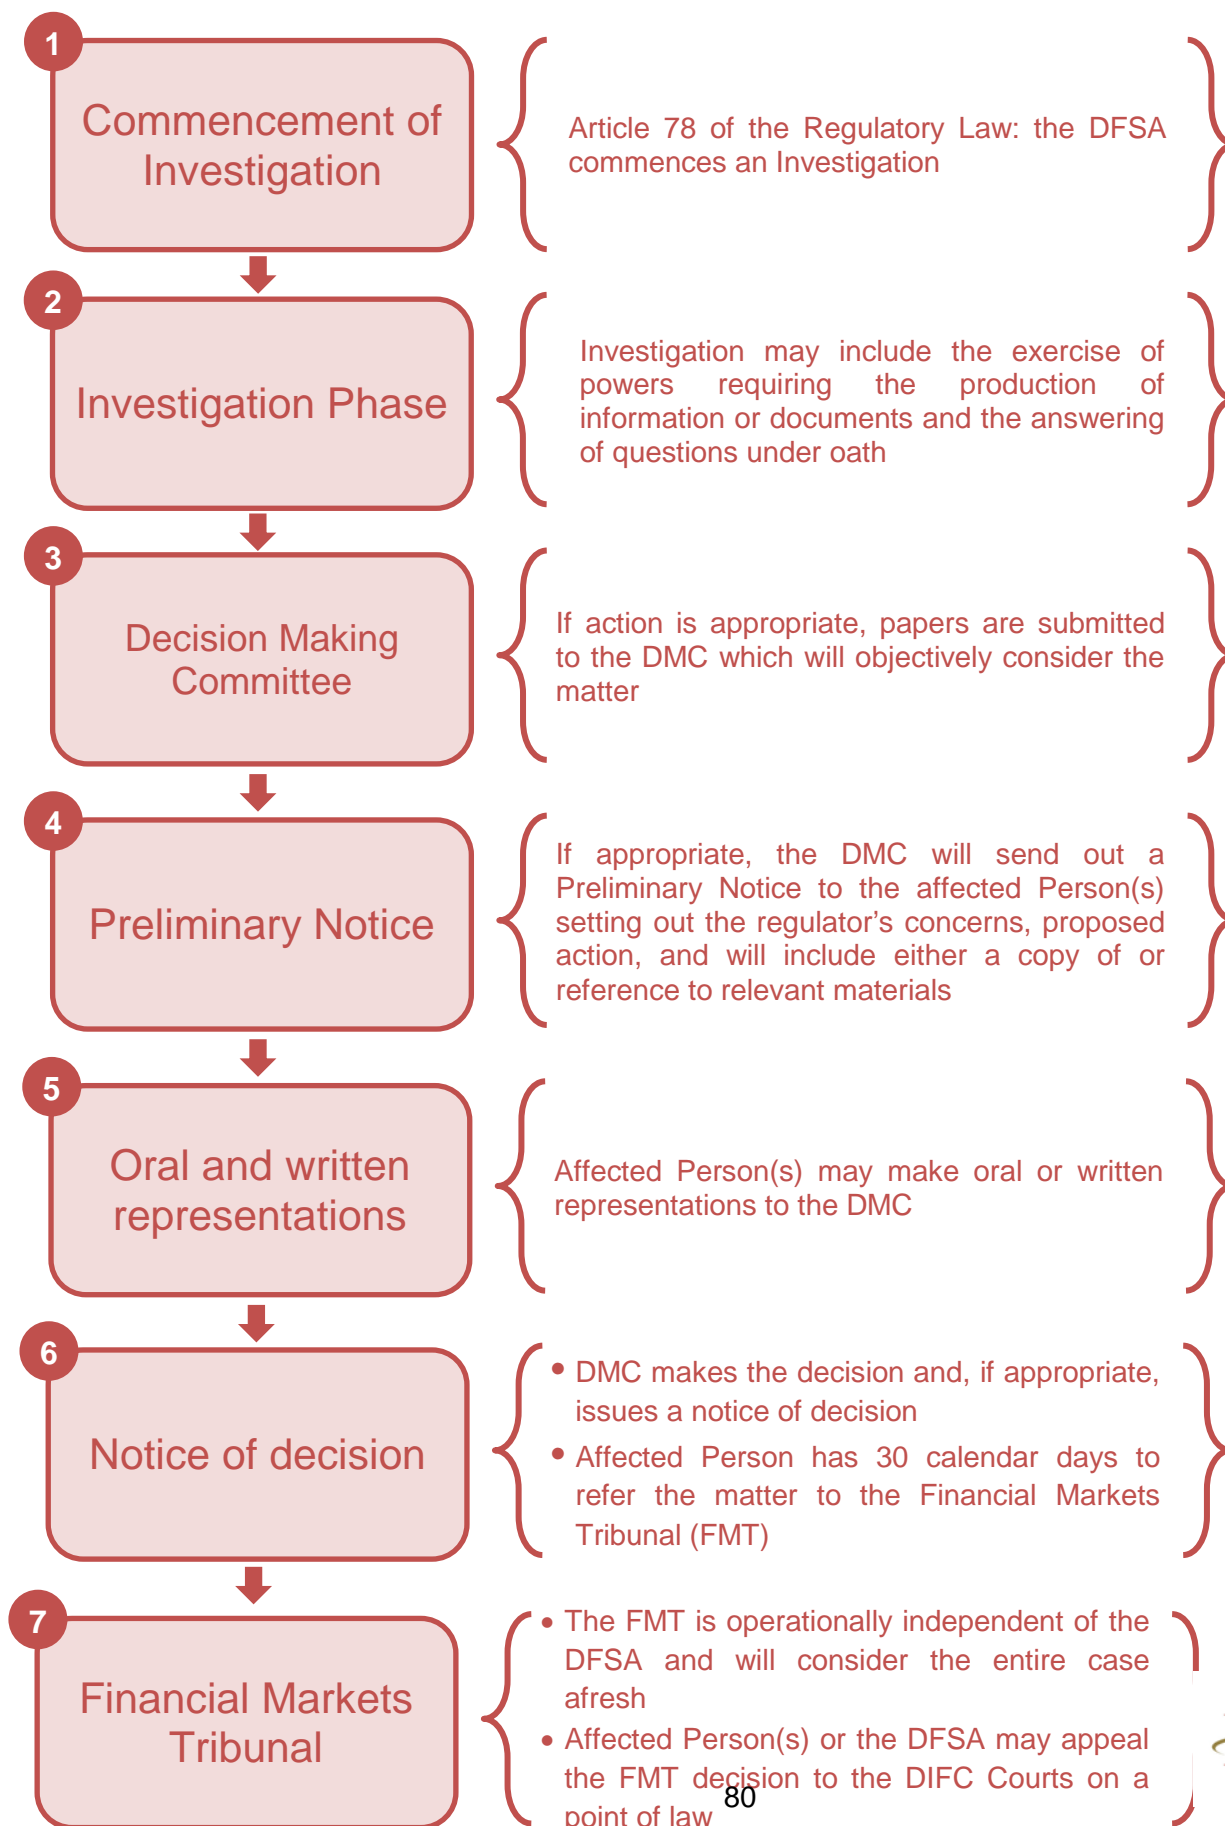 1
Commencement of
Investigation
Article 78 of the Regulatory Law: the DFSA
commences an Investigation
2
Investigation Phase
Investigation may include the exercise of
powers requiring the production of
information or documents and the answering
of questions under oath
3
Decision Making
Committee
If action is appropriate, papers are submitted
to the DMC which will objectively consider the
matter
4
Preliminary Notice
If appropriate, the DMC will send out a
Preliminary Notice to the affected Person(s)
setting out the regulator’s concerns, proposed
action, and will include either a copy of or
reference to relevant materials
5
Oral and written
representations
Affected Person(s) may make oral or written
representations to the DMC
6
Notice of decision
• DMC makes the decision and, if appropriate,
issues a notice of decision
• Affected Person has 30 calendar days to
refer the matter to the Financial Markets
Tribunal (FMT)
7
Financial Markets
Tribunal
• The FMT is operationally independent of the
DFSA and will consider the entire case
afresh
• Affected Person(s) or the DFSA may appeal
the FMT decision to the DIFC Courts on a
point of law
80